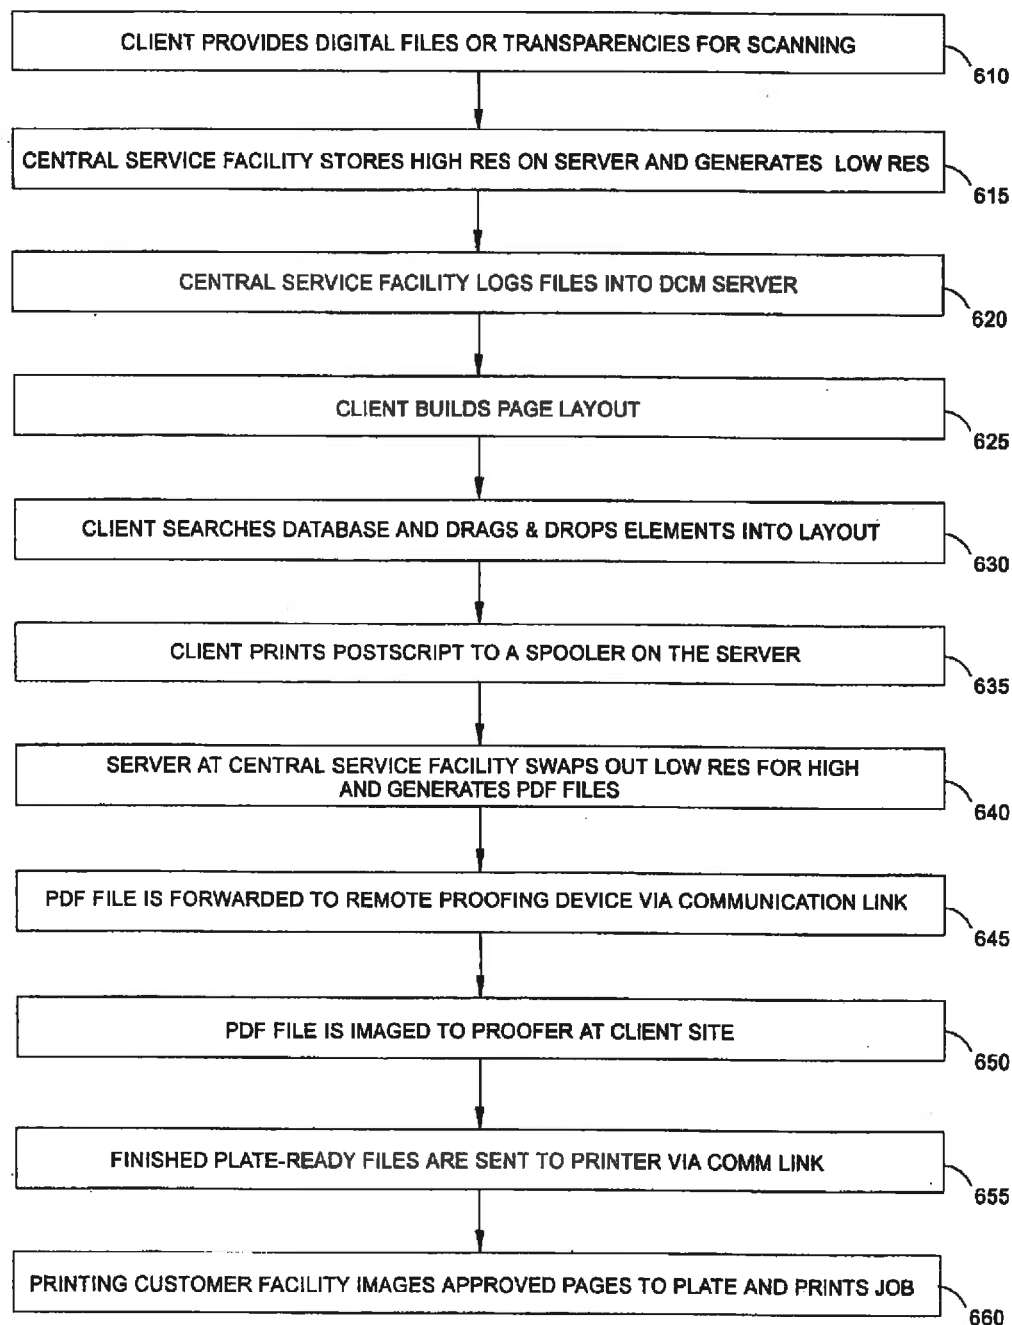 CLIENT PROVIDES DIGITAL FILES OR TRANSPARENCIES FOR SCANNING
610
CENTRAL SERVICE FACILITY STORES HIGH RES ON SERVER AND GENERATES LOW RES
615
CENTRAL SERVICE FACILITY LOGS FILES INTO DCM SERVER
620
CLIENT BUILDS PAGE LAYOUT
625
CLIENT SEARCHES DATABASE AND DRAGS & DROPS ELEMENTS INTO LAYOUT
630
CLIENT PRINTS POSTSCRIPT TO A SPOOLER ON THE SERVER
635
SERVER AT CENTRAL SERVICE FACILITY SWAPS OUT LOW RES FOR HIGH
AND GENERATES PDF FILES
640
PDF FILE IS FORWARDED TO REMOTE PROOFING DEVICE VIA COMMUNICATION LINK
645
PDF FILE IS IMAGED TO PROOFER AT CLIENT SITE
650
FINISHED PLATE-READY FILES ARE SENT TO PRINTER VIA COMM LINK
655
PRINTING CUSTOMER FACILITY IMAGES APPROVED PAGES TO PLATE AND PRINTS JOB
660